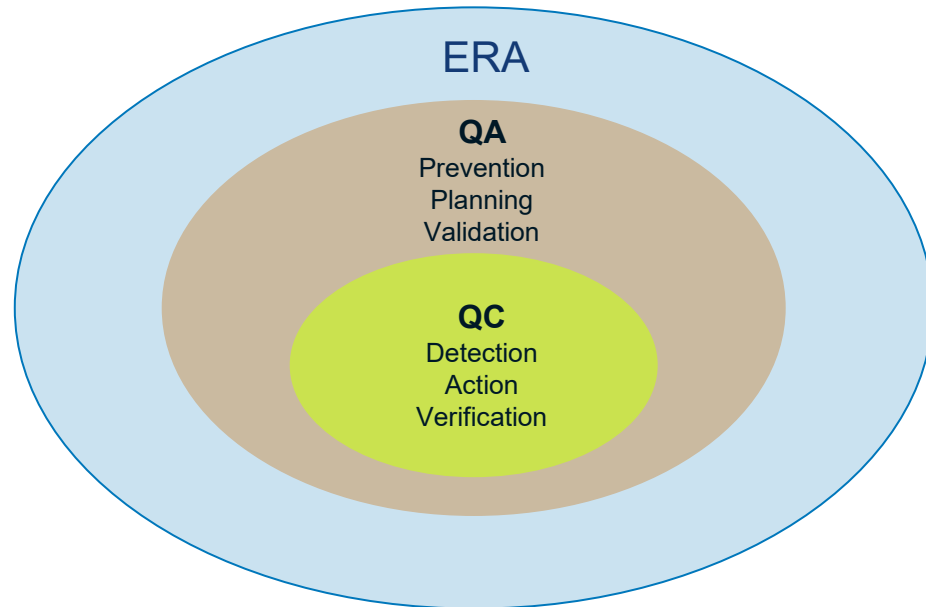 ERA
QA
Prevention
Planning
Validation
QC
Detection
Action
Verification